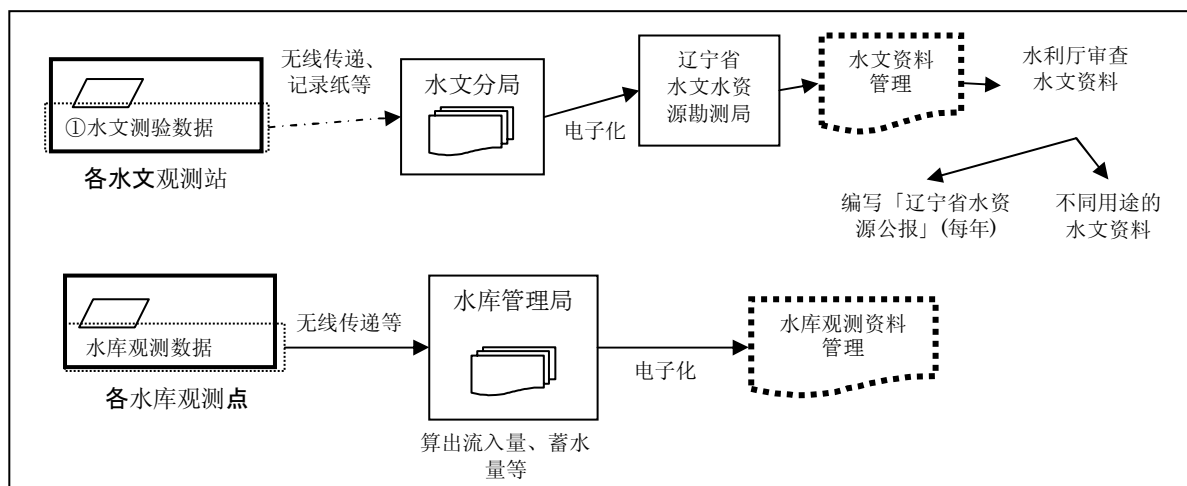 ①水文测验数据
各水文观测站
无线传递、
记录纸等
水文分局
电子化
辽宁省
水文水资
源勘测局
水文资料
管理
水利厅审查
水文资料
编写「辽宁省水资
源公报」(每年)
不同用途的
水文资料
水库观测数据
各水库观测点
无线传递等
水库管理局
算出流入量、蓄水
量等
电子化
水库观测资料
管理